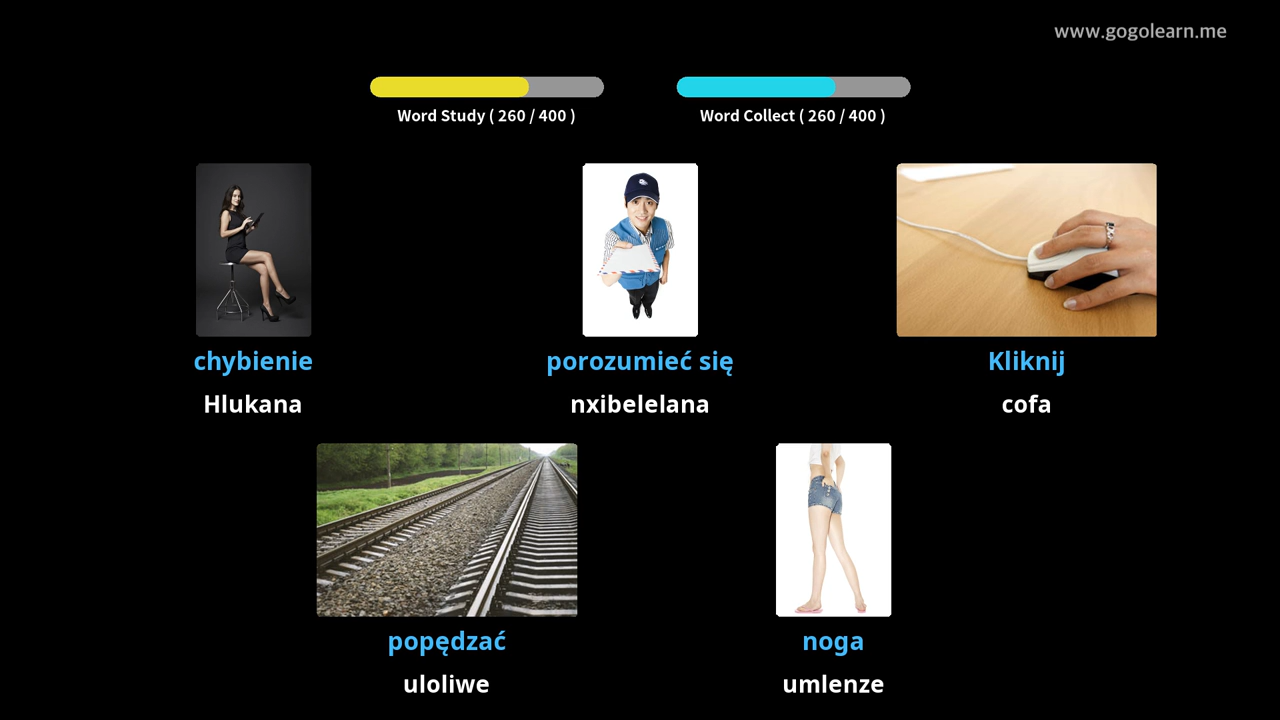 www.gogolearn.me
Word Study ( 260 / 400 )
Word Collect ( 260 / 400 )
chybienie
Hlukana
porozumieć się
nxibelelana
Kliknij
cofa
popędzać
uloliwe
noga
umlenze